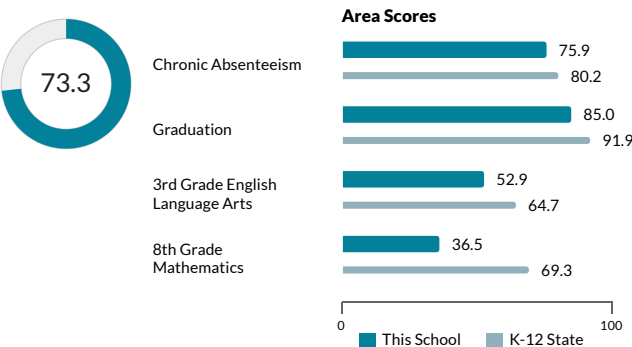 73.3
Area Scores
Chronic Absenteeism
75.9
80.2
Graduation
85.0
91.9
3rd Grade English
Language Arts
52.9
64.7
8th Grade
Mathematics
36.5
69.3
0 100
This School K-12 State